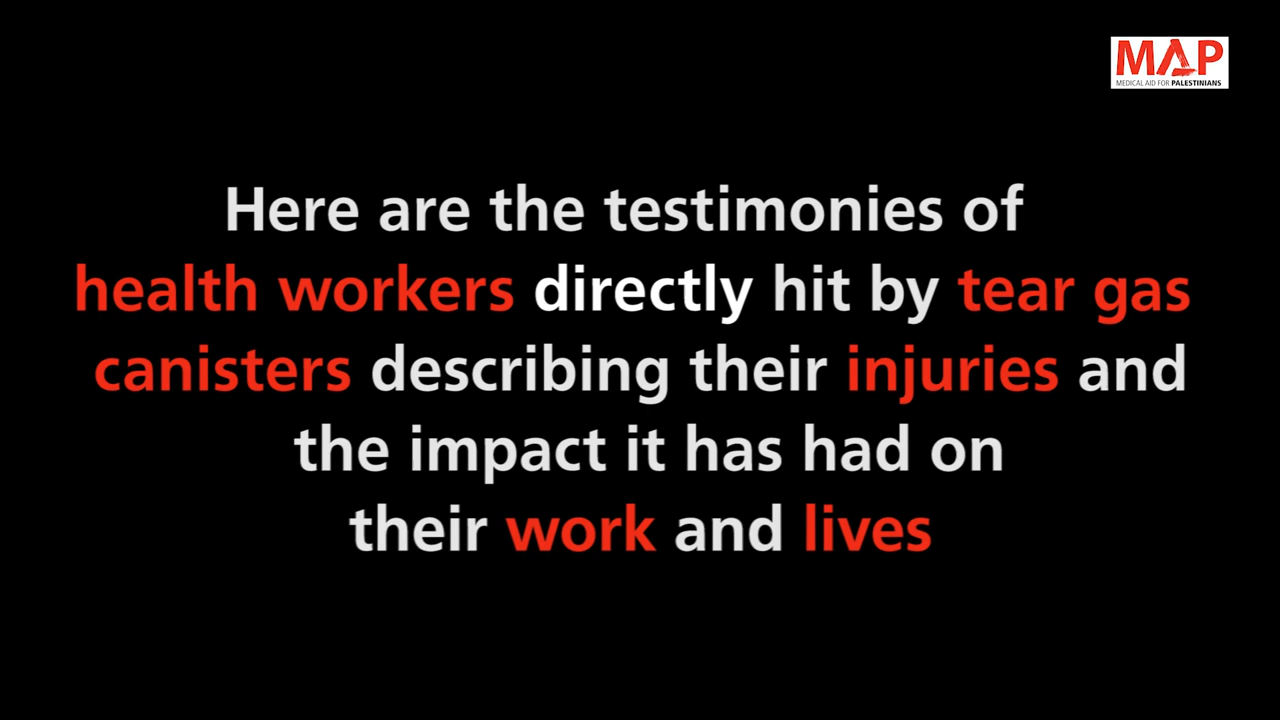 MAP
MEDICAL AID FOR PALESTINIANS
Here are the testimonies of
health workers directly hit by tear gas
canisters describing their injuries and
the impact it has had on
their work and lives